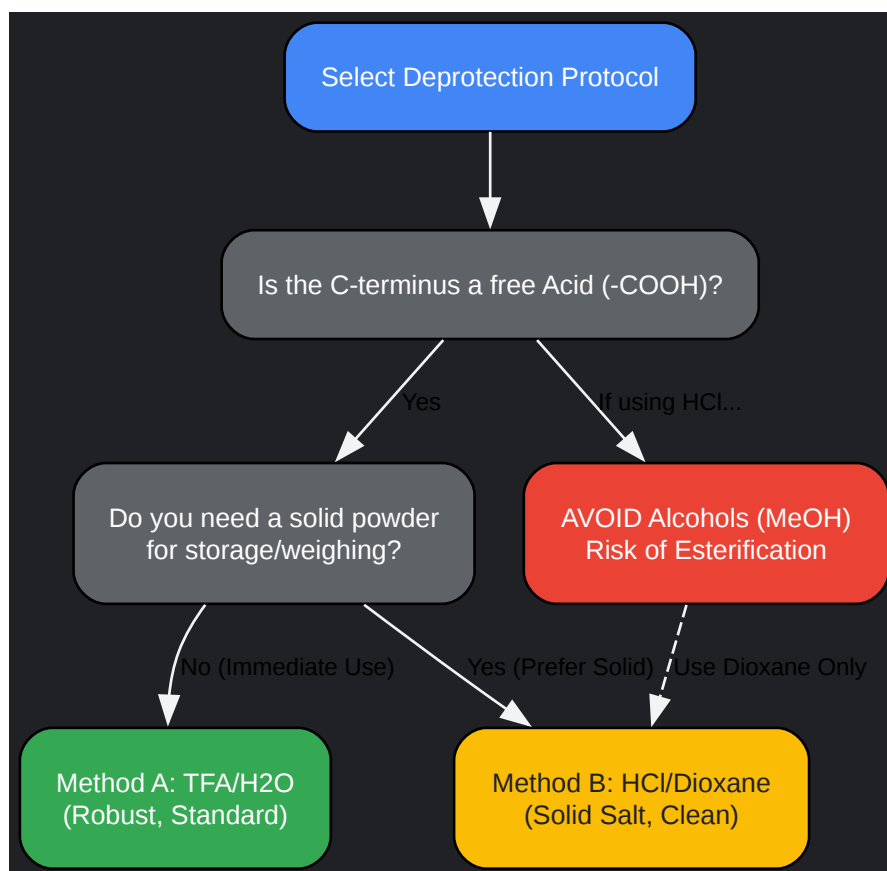 Select Deprotection Protocol
Is the C-terminus a free Acid (-COOH)?
Yes
If using HCl...
Do you need a solid powder
for storage/weighing?
AVOID Alcohols (MeOH)
Risk of Esterification
No (Immediate Use)
Yes (Prefer Solid)
Use Dioxane Only
Method A: TFA/H2O
(Robust, Standard)
Method B: HCl/Dioxane
(Solid Salt, Clean)